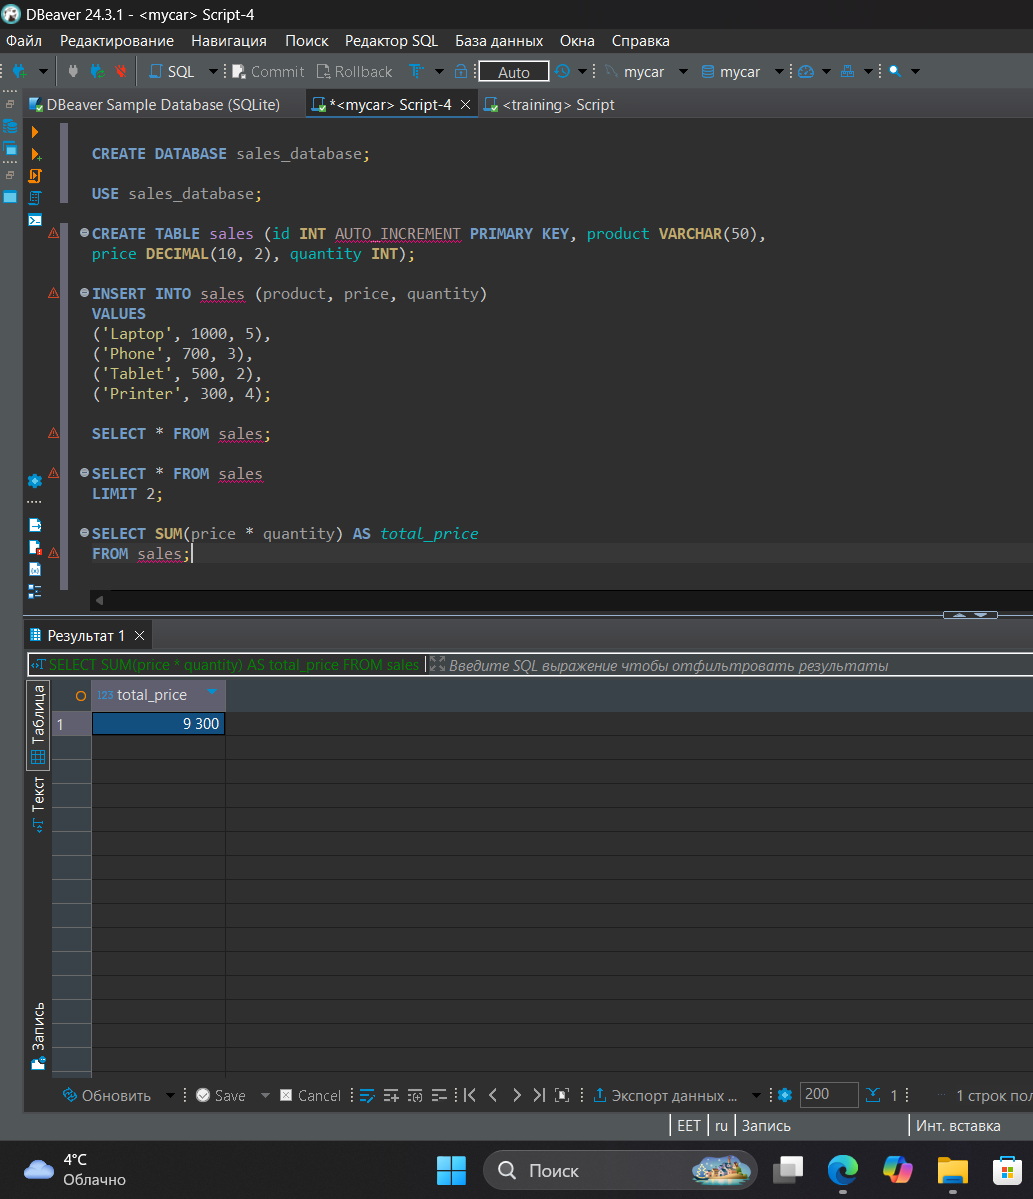 DBeaver 24.3.1 - <mycar> Script-4
Файл Редактирование Навигация Поиск Редактор SQL База данных Окна Справка
SQL Commit Rollback Auto mycar mycar
DBeaver Sample Database (SQLite) *<mycar> Script-4 <training> Script
CREATE DATABASE sales_database;
USE sales_database;
CREATE TABLE sales (id INT AUTO_INCREMENT PRIMARY KEY, product VARCHAR(50),
price DECIMAL(10, 2), quantity INT);
INSERT INTO sales (product, price, quantity)
VALUES
('Laptop', 1000, 5),
('Phone', 700, 3),
('Tablet', 500, 2),
('Printer', 300, 4);
SELECT * FROM sales;
SELECT * FROM sales
LIMIT 2;
SELECT SUM(price * quantity) AS total_price
FROM sales;
Результат 1
SELECT SUM(price * quantity) AS total_price FROM sales Введите SQL выражение чтобы отфильтровать результаты
Таблица
Текст
Запись
123 total_price
1 9 300
Обновить Save Cancel Экспорт данных ... 200 1 1 строк пол
EET ru Запись Инт. вставка
4°C
Облачно
Поиск